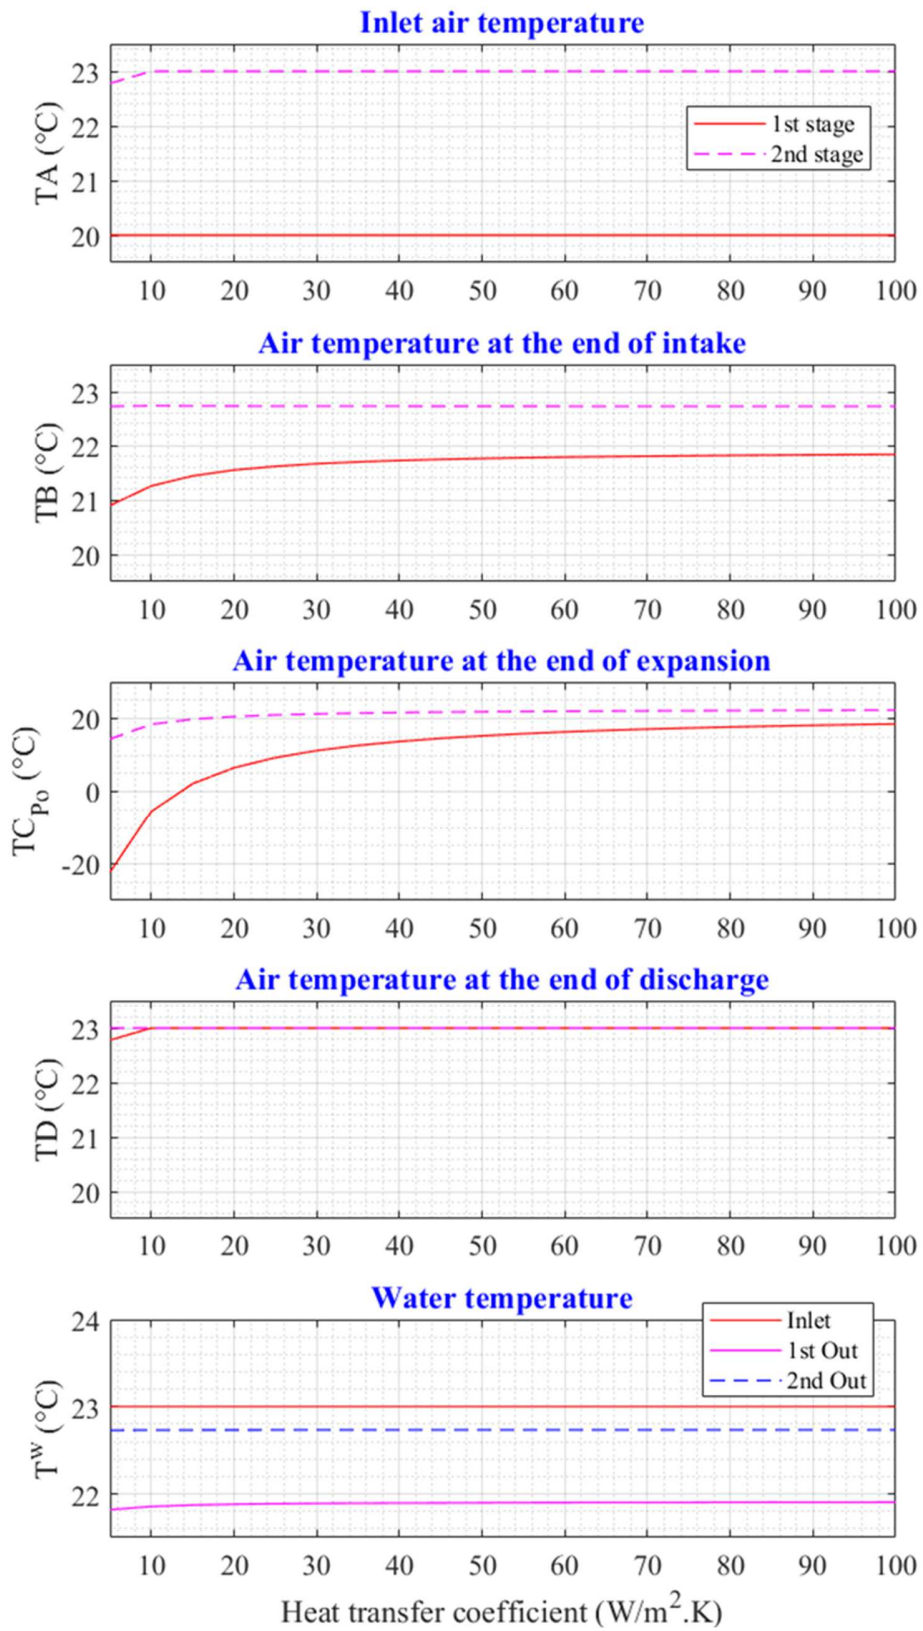 Inlet air temperature
TA (°C)
23
22
21
20
1st stage
2nd stage
10 20 30 40 50 60 70 80 90 100
Air temperature at the end of intake
TB (°C)
23
22
21
20
10 20 30 40 50 60 70 80 90 100
Air temperature at the end of expansion
TC_Po (°C)
20
0
-20
10 20 30 40 50 60 70 80 90 100
Air temperature at the end of discharge
TD (°C)
23
22
21
20
10 20 30 40 50 60 70 80 90 100
Water temperature
T^w (°C)
24
23
22
Inlet
1st Out
2nd Out
10 20 30 40 50 60 70 80 90 100
Heat transfer coefficient (W/m².K)